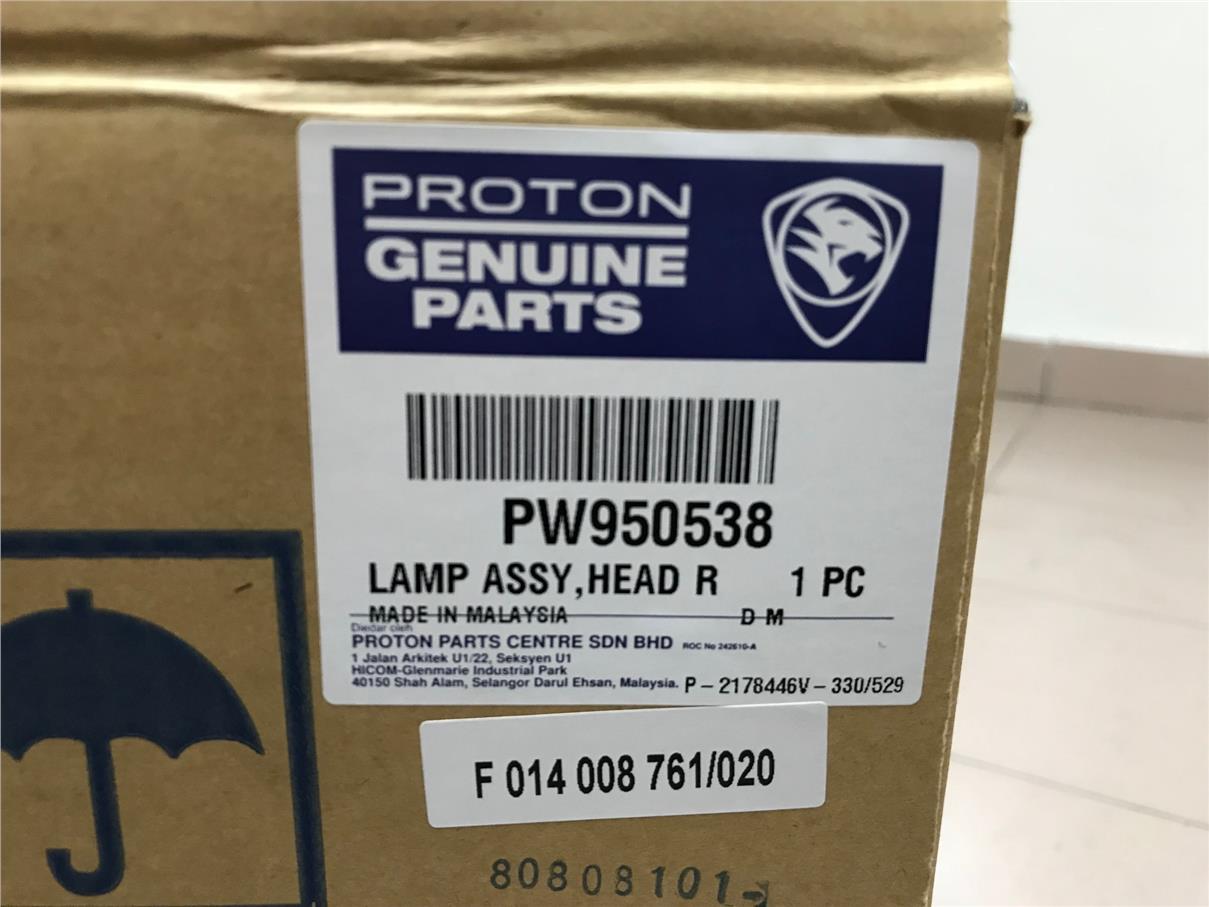 PROTON
GENUINE
PARTS
PW950538
LAMP ASSY,HEAD R 1 PC
MADE IN MALAYSIA D M
Diedar oleh
PROTON PARTS CENTRE SDN BHD ROC No 242610-A
1 Jalan Arkitek U1/22, Seksyen U1
HICOM-Glenmarie Industrial Park
40150 Shah Alam, Selangor Darul Ehsan, Malaysia. P - 2178446V - 330/529
F 014 008 761/020
80808101